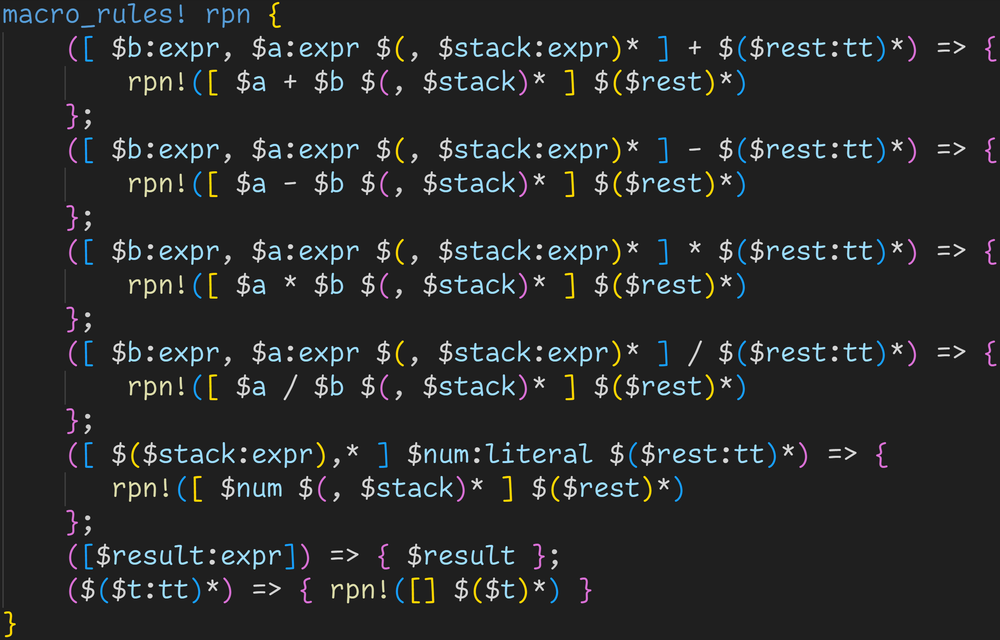 macro_rules! rpn {
    ([ $b:expr, $a:expr $(, $stack:expr)* ] + $($rest:tt)*) => {
        rpn!([ $a + $b $(, $stack)* ] $($rest)*)
    };
    ([ $b:expr, $a:expr $(, $stack:expr)* ] - $($rest:tt)*) => {
        rpn!([ $a - $b $(, $stack)* ] $($rest)*)
    };
    ([ $b:expr, $a:expr $(, $stack:expr)* ] * $($rest:tt)*) => {
        rpn!([ $a * $b $(, $stack)* ] $($rest)*)
    };
    ([ $b:expr, $a:expr $(, $stack:expr)* ] / $($rest:tt)*) => {
        rpn!([ $a / $b $(, $stack)* ] $($rest)*)
    };
    ([ $($stack:expr),* ] $num:literal $($rest:tt)*) => {
       rpn!([ $num $(, $stack)* ] $($rest)*)
    };
    ([$result:expr]) => { $result };
    ($($t:tt)*) => { rpn!([] $($t)*) }
}